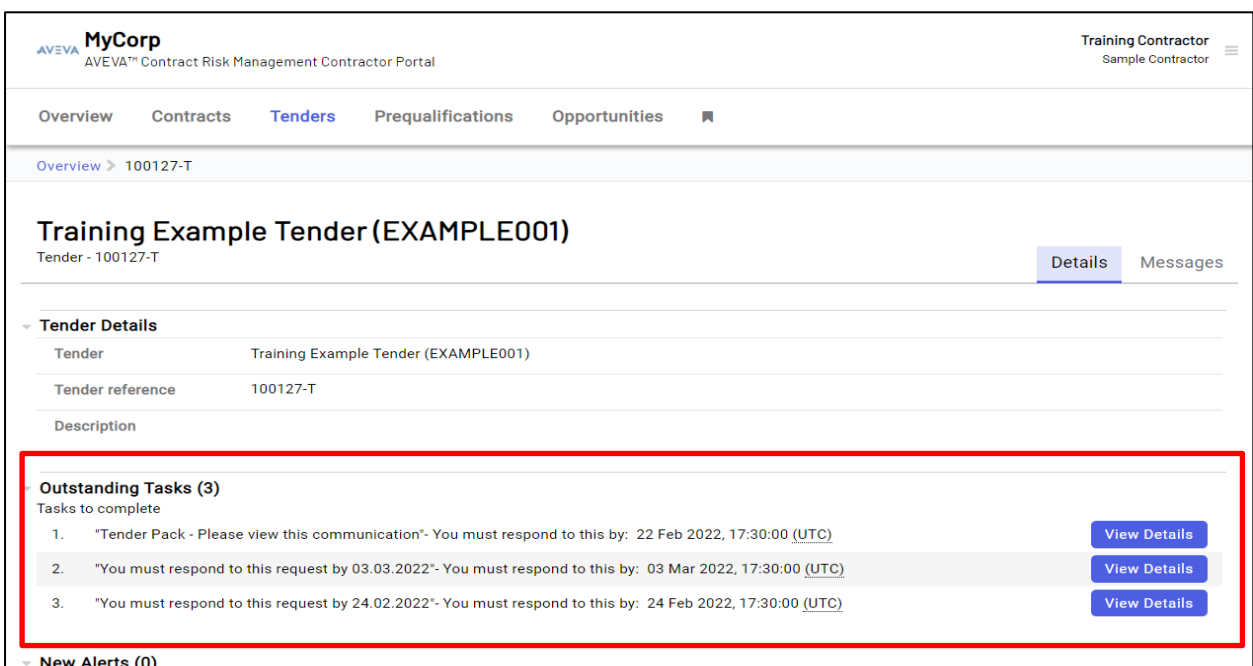 AVEVA MyCorp
AVEVA™ Contract Risk Management Contractor Portal
Training Contractor
Sample Contractor
Overview Contracts Tenders Prequalifications Opportunities
Overview > 100127-T
Training Example Tender (EXAMPLE001)
Tender - 100127-T
Details Messages
Tender Details
Tender Training Example Tender (EXAMPLE001)
Tender reference 100127-T
Description
Outstanding Tasks (3)
Tasks to complete
1. "Tender Pack - Please view this communication"- You must respond to this by: 22 Feb 2022, 17:30:00 (UTC) View Details
2. "You must respond to this request by 03.03.2022"- You must respond to this by: 03 Mar 2022, 17:30:00 (UTC) View Details
3. "You must respond to this request by 24.02.2022"- You must respond to this by: 24 Feb 2022, 17:30:00 (UTC) View Details
New Alerts (0)